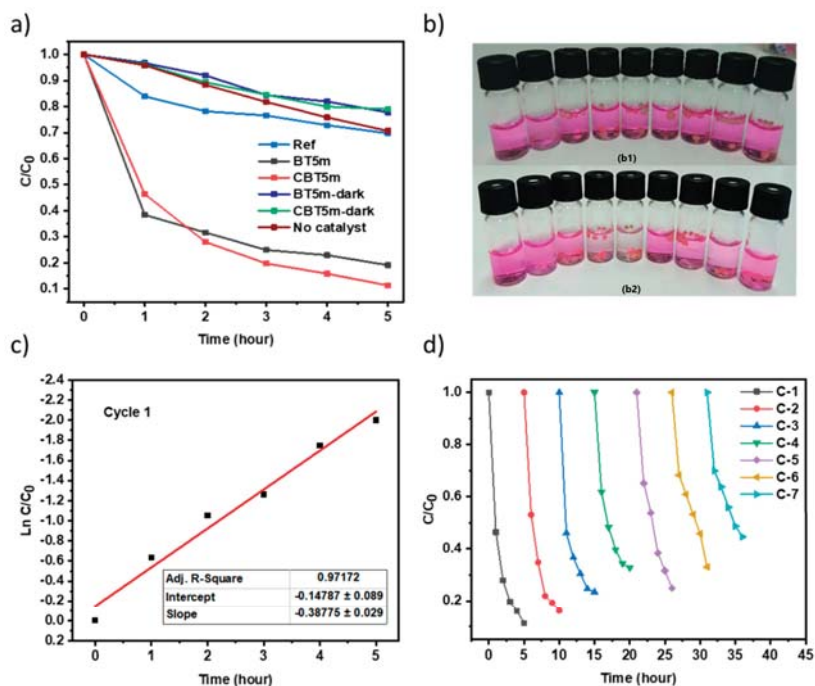 a)
1.0
0.9
0.8
0.7
0.6
0.5
0.4
0.3
0.2
0.1
C/C0
Ref
BT5m
CBT5m
BT5m-dark
CBT5m-dark
No catalyst
0 1 2 3 4 5
Time (hour)
b)
(b1)
(b2)
c)
-2.4
-2.0
-1.8
-1.2
-1.0
-0.6
-0.4
-0.2
0.0
0.2
Ln C/C0
Cycle 1
Adj. R-Square 0.97172
Intercept -0.14787 ± 0.089
Slope -0.38775 ± 0.029
0 1 2 3 4 5
Time (hour)
d)
1.0
0.8
0.6
0.4
0.2
C/C0
C-1
C-2
C-3
C-4
C-5
C-6
C-7
0 5 10 15 20 25 30 35 40 45
Time (hour)